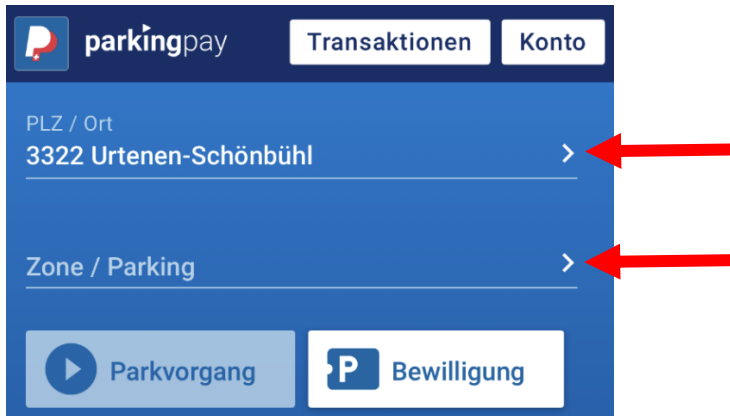 parkingpay Transaktionen Konto
PLZ / Ort
3322 Urtenen-Schönbühl
Zone / Parking
Parkvorgang P Bewilligung